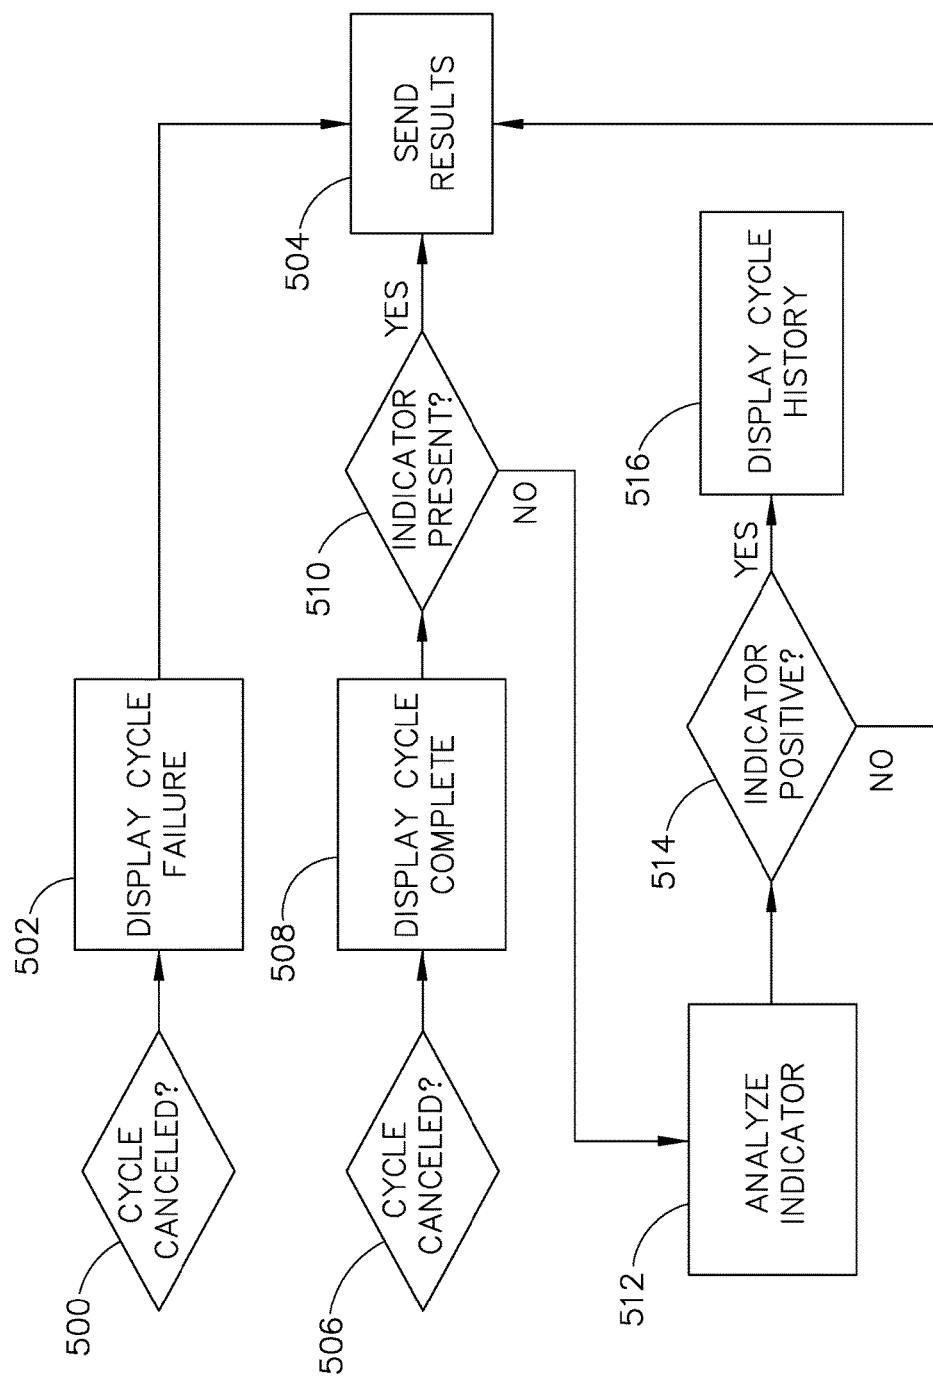 500
CYCLE
CANCELED?
502
DISPLAY CYCLE
FAILURE
506
CYCLE
CANCELED?
508
DISPLAY CYCLE
COMPLETE
510
INDICATOR
PRESENT?
YES
NO
504
SEND
RESULTS
512
ANALYZE
INDICATOR
514
INDICATOR
POSITIVE?
YES
NO
516
DISPLAY CYCLE
HISTORY